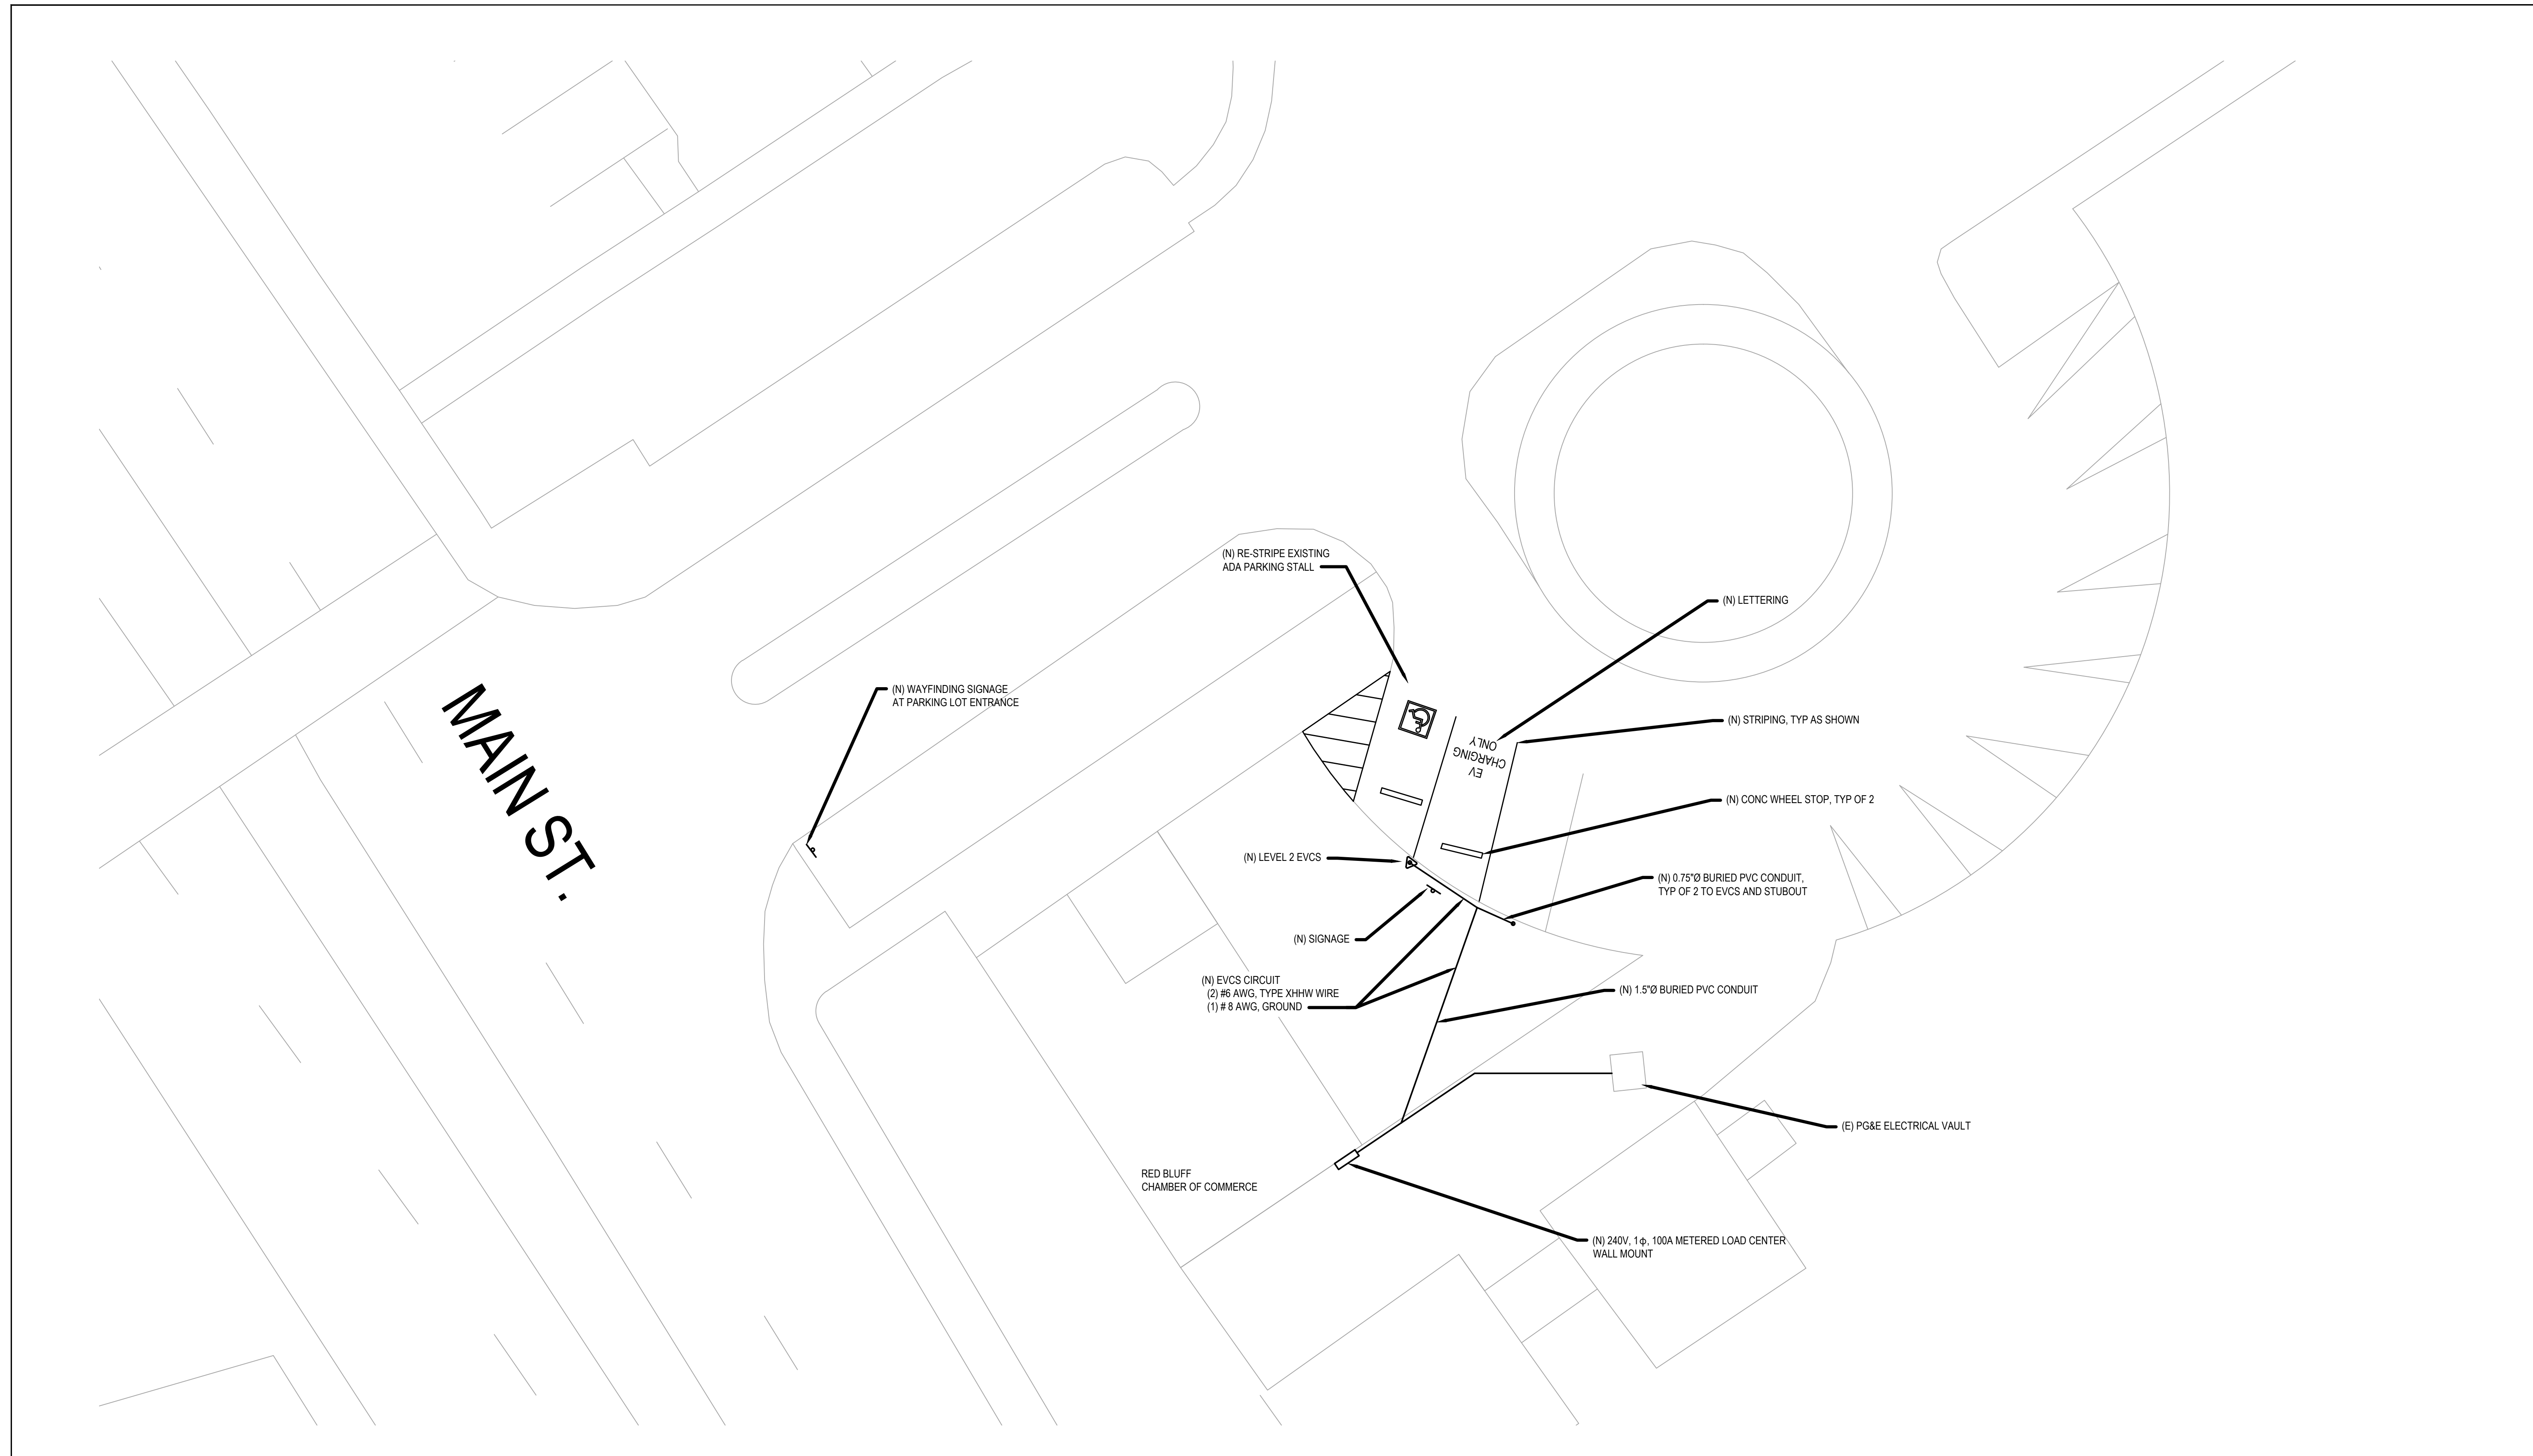 (N) RE-STRIPE EXISTING
ADA PARKING STALL
(N) LETTERING
(N) WAYFINDING SIGNAGE
AT PARKING LOT ENTRANCE
MAIN ST.
(N) STRIPING, TYP AS SHOWN
EV
CHARGING
ONLY
(N) CONC WHEEL STOP, TYP OF 2
(N) LEVEL 2 EVCS
(N) 0.75"Ø BURIED PVC CONDUIT,
TYP OF 2 TO EVCS AND STUBOUT
(N) SIGNAGE
(N) EVCS CIRCUIT
(2) #6 AWG, TYPE XHHW WIRE
(1) # 8 AWG, GROUND
(N) 1.5"Ø BURIED PVC CONDUIT
(E) PG&E ELECTRICAL VAULT
RED BLUFF
CHAMBER OF COMMERCE
(N) 240V, 1ϕ, 100A METERED LOAD CENTER
WALL MOUNT